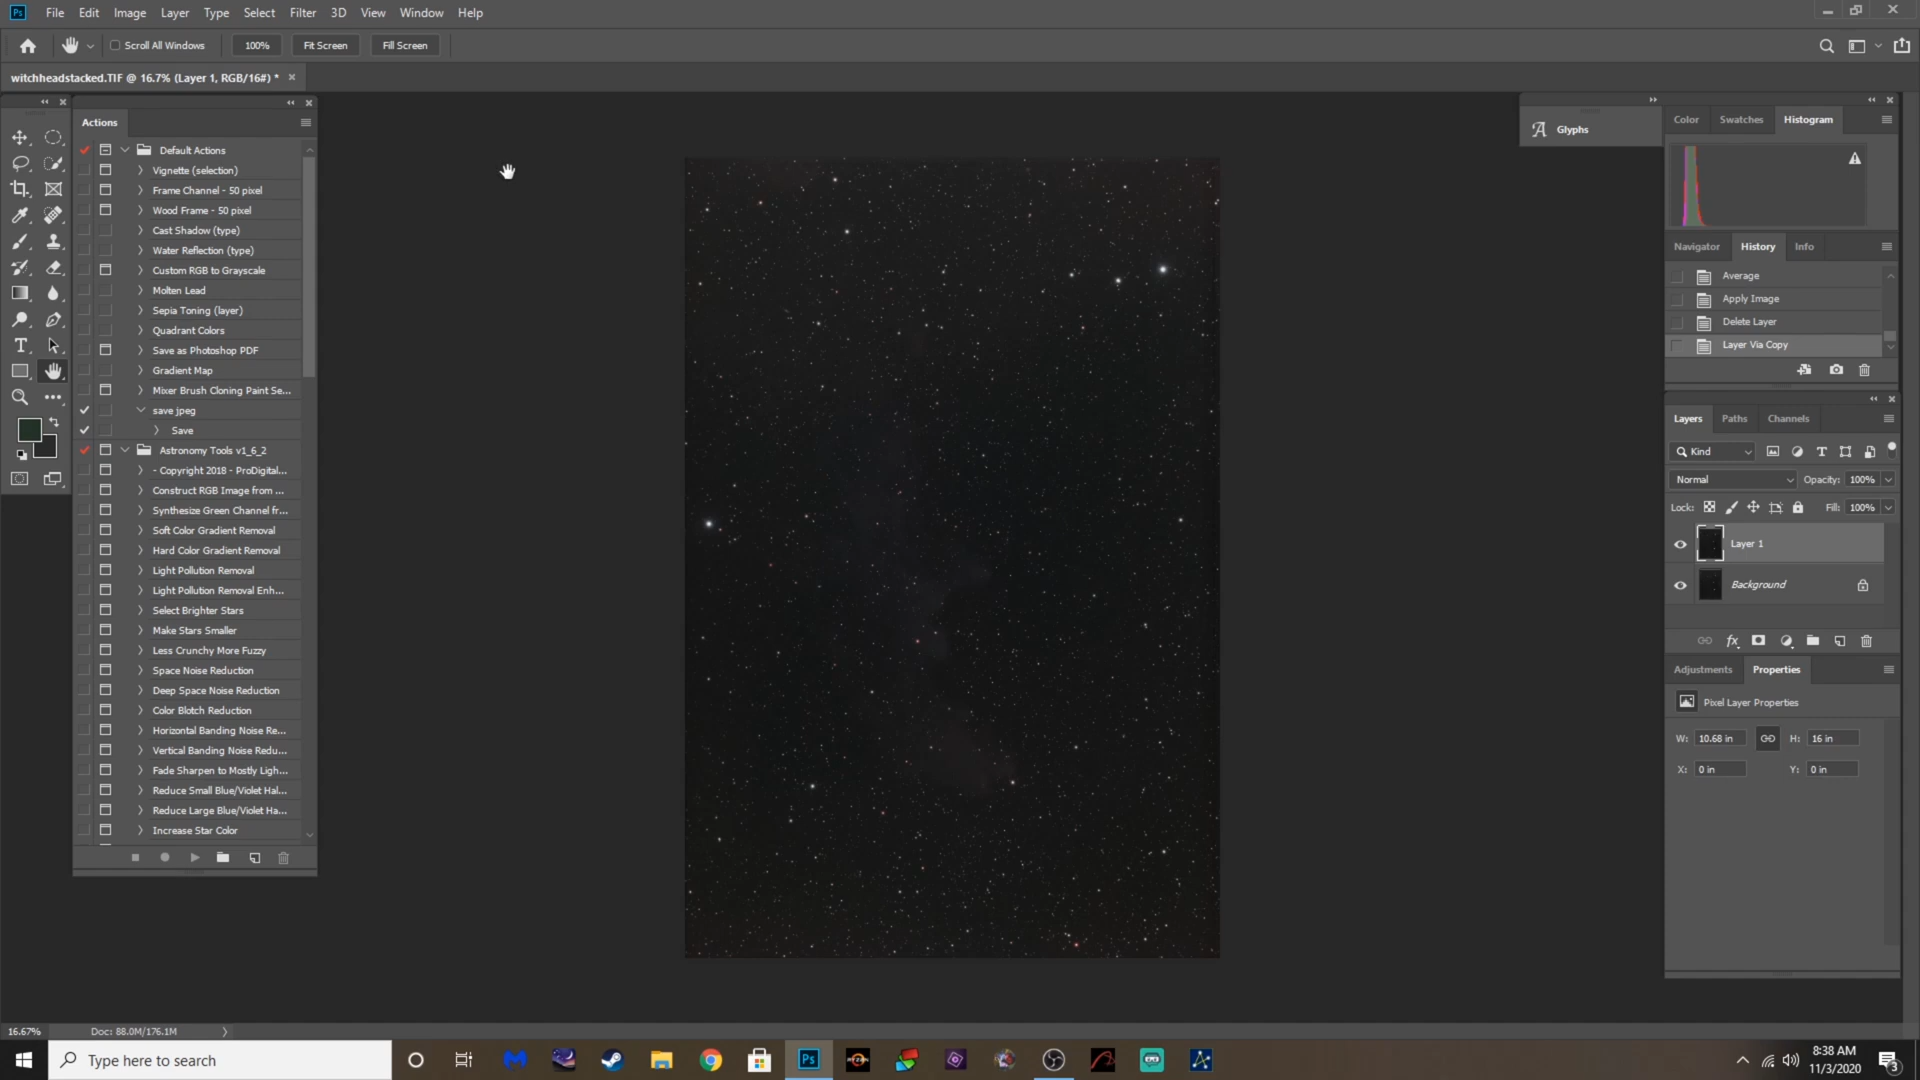 Ps File Edit Image Layer Type Select Filter 3D View Window Help
Scroll All Windows 100% Fit Screen Fill Screen
witchheadstacked.TIF @ 16.7% (Layer 1, RGB/16#) * ×
Actions
Default Actions
Vignette (selection)
Frame Channel - 50 pixel
Wood Frame - 50 pixel
Cast Shadow (type)
Water Reflection (type)
Custom RGB to Grayscale
Molten Lead
Sepia Toning (layer)
Quadrant Colors
Save as Photoshop PDF
Gradient Map
Mixer Brush Cloning Paint Se...
save jpeg
Save
Astronomy Tools v1_6_2
- Copyright 2018 - ProDigital...
Construct RGB Image from ...
Synthesize Green Channel fr...
Soft Color Gradient Removal
Hard Color Gradient Removal
Light Pollution Removal
Light Pollution Removal Enh...
Select Brighter Stars
Make Stars Smaller
Less Crunchy More Fuzzy
Space Noise Reduction
Deep Space Noise Reduction
Color Blotch Reduction
Horizontal Banding Noise Re...
Vertical Banding Noise Redu...
Fade Sharpen to Mostly Ligh...
Reduce Small Blue/Violet Hal...
Reduce Large Blue/Violet Ha...
Increase Star Color
Glyphs
Color Swatches Histogram
Navigator History Info
Average
Apply Image
Delete Layer
Layer Via Copy
Layers Paths Channels
Kind
Normal Opacity: 100%
Lock: Fill: 100%
Layer 1
Background
fx
Adjustments Properties
Pixel Layer Properties
W: 10.68 in H: 16 in
X: 0 in Y: 0 in
16.67% Doc: 88.0M/176.1M
Type here to search
Ps
RYZEN
8:38 AM
11/3/2020
3